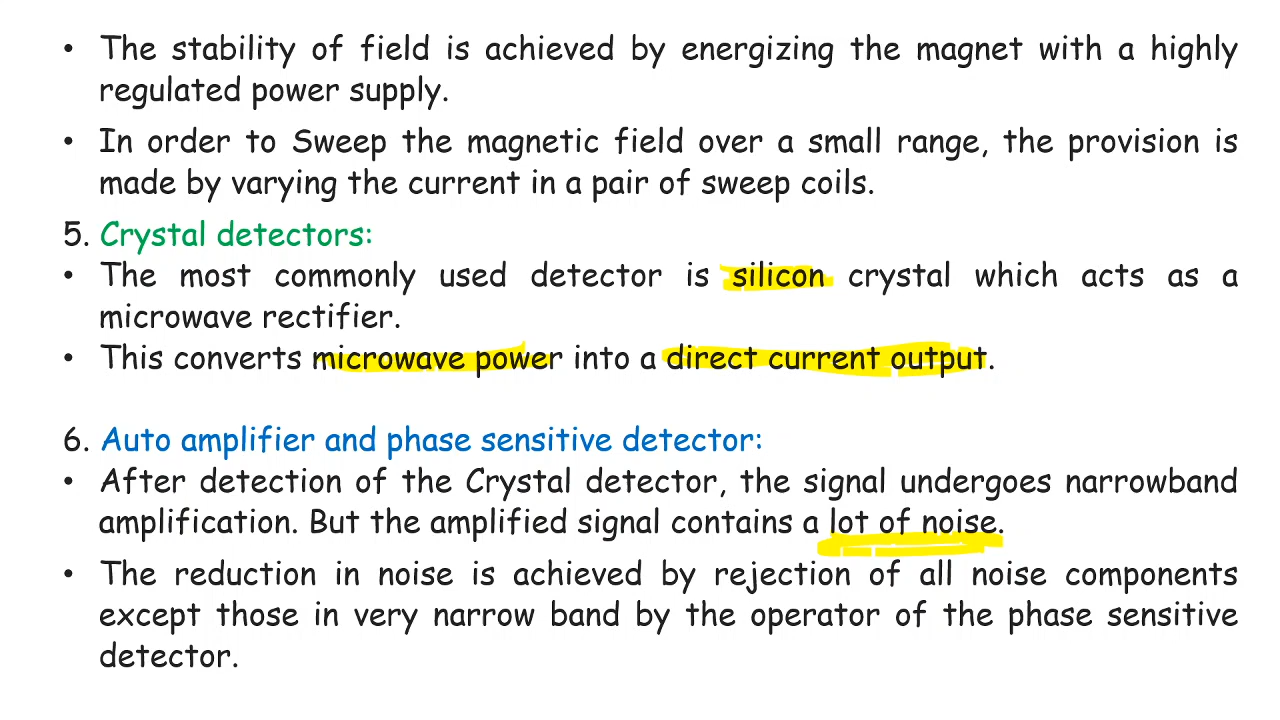 • The stability of field is achieved by energizing the magnet with a highly
regulated power supply.
• In order to Sweep the magnetic field over a small range, the provision is
made by varying the current in a pair of sweep coils.
5. Crystal detectors:
• The most commonly used detector is silicon crystal which acts as a
microwave rectifier.
• This converts microwave power into a direct current output.
6. Auto amplifier and phase sensitive detector:
• After detection of the Crystal detector, the signal undergoes narrowband
amplification. But the amplified signal contains a lot of noise.
• The reduction in noise is achieved by rejection of all noise components
except those in very narrow band by the operator of the phase sensitive
detector.